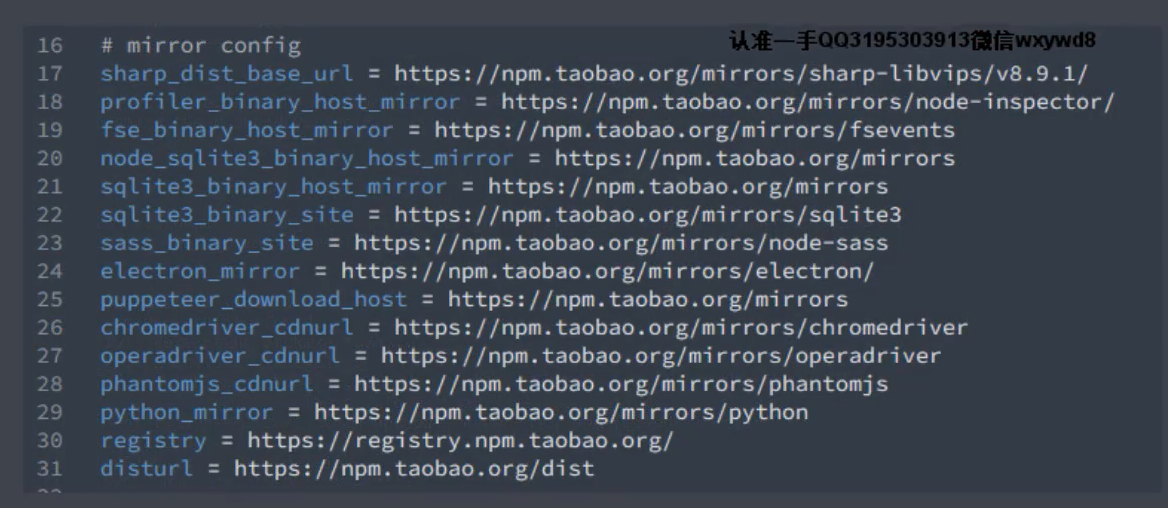 认准一手QQ3195303913微信wxywd8
16 # mirror config
17 sharp_dist_base_url = https://npm.taobao.org/mirrors/sharp-libvips/v8.9.1/
18 profiler_binary_host_mirror = https://npm.taobao.org/mirrors/node-inspector/
19 fse_binary_host_mirror = https://npm.taobao.org/mirrors/fsevents
20 node_sqlite3_binary_host_mirror = https://npm.taobao.org/mirrors
21 sqlite3_binary_host_mirror = https://npm.taobao.org/mirrors
22 sqlite3_binary_site = https://npm.taobao.org/mirrors/sqlite3
23 sass_binary_site = https://npm.taobao.org/mirrors/node-sass
24 electron_mirror = https://npm.taobao.org/mirrors/electron/
25 puppeteer_download_host = https://npm.taobao.org/mirrors
26 chromedriver_cdnurl = https://npm.taobao.org/mirrors/chromedriver
27 operadriver_cdnurl = https://npm.taobao.org/mirrors/operadriver
28 phantomjs_cdnurl = https://npm.taobao.org/mirrors/phantomjs
29 python_mirror = https://npm.taobao.org/mirrors/python
30 registry = https://registry.npm.taobao.org/
31 disturl = https://npm.taobao.org/dist